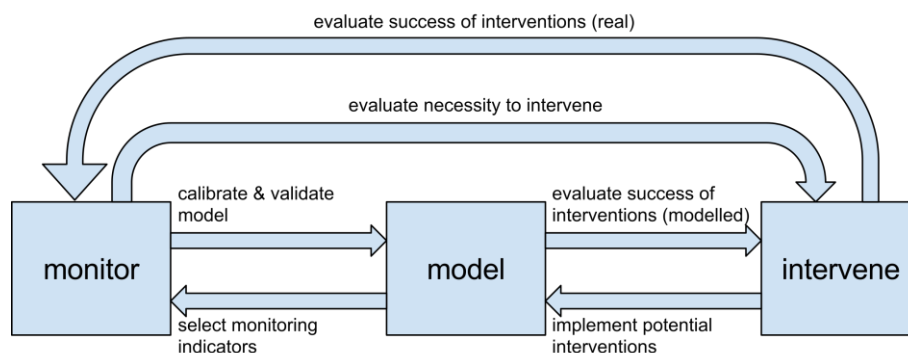 evaluate success of interventions (real)
evaluate necessity to intervene
calibrate & validate
model
evaluate success of
interventions (modelled)
monitor
model
intervene
select monitoring
indicators
implement potential
interventions